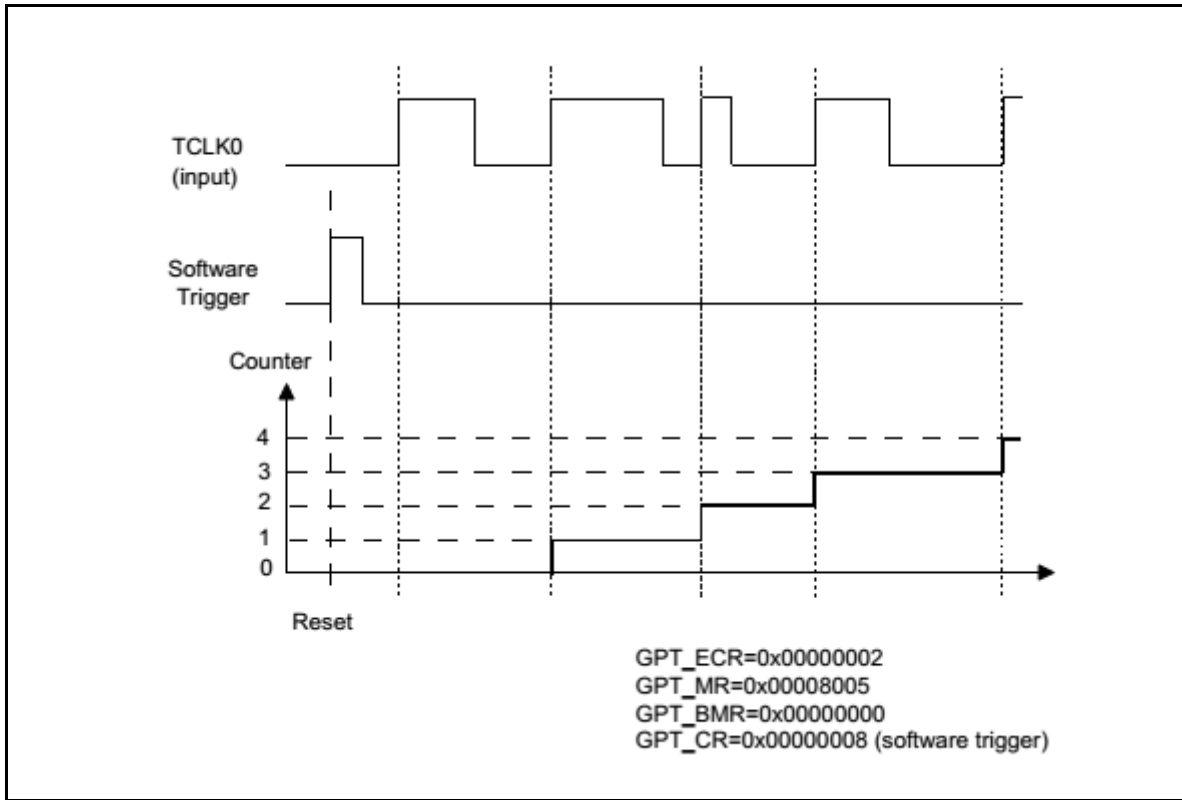 TCLK0
(input)
Software
Trigger
Counter
4
3
2
1
0
Reset
GPT_ECR=0x00000002
GPT_MR=0x00008005
GPT_BMR=0x00000000
GPT_CR=0x00000008 (software trigger)